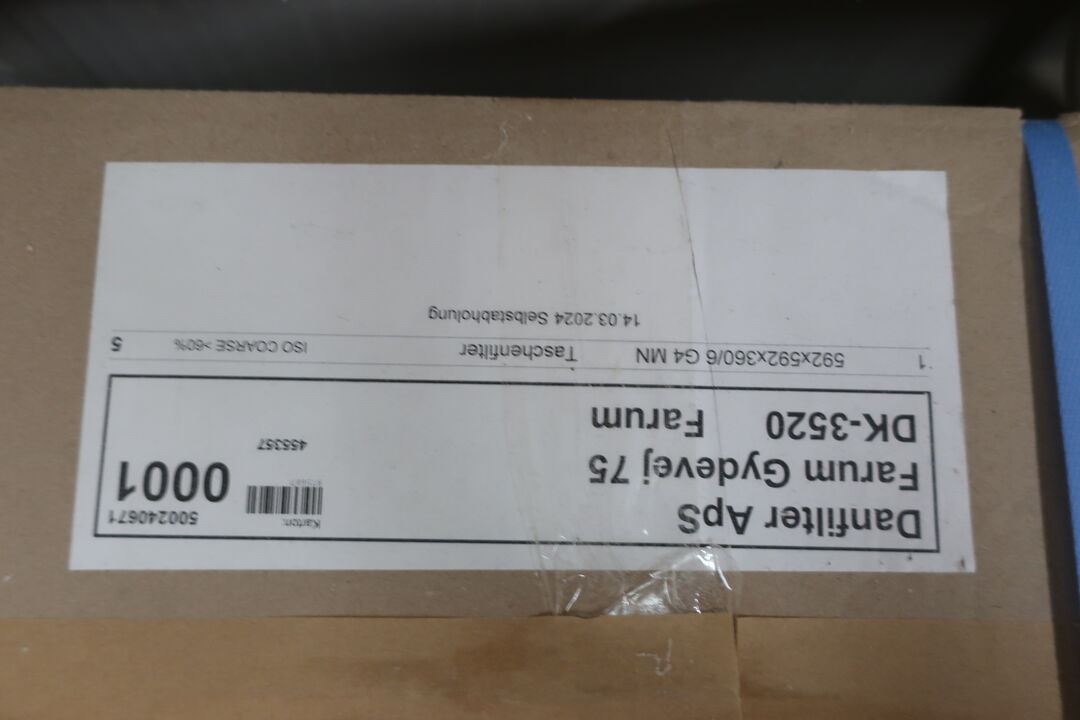 Danfilter ApS
Farum Gydevej 75
DK-3520 Farum
Karton:
500240671
0001
455357
1 592x592x360/6 G4 MN Taschenfilter ISO COARSE >60% 5
14.03.2024 Selbstabholung